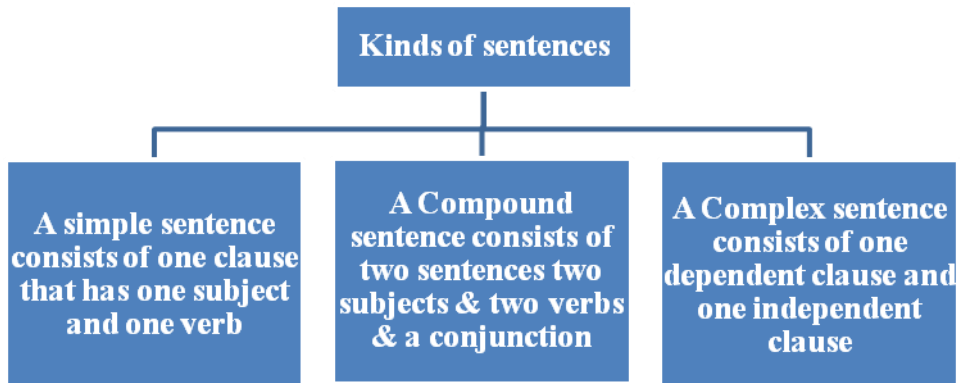 Kinds of sentences
A simple sentence
consists of one clause
that has one subject
and one verb
A Compound
sentence consists of
two sentences two
subjects & two verbs
& a conjunction
A Complex sentence
consists of one
dependent clause and
one independent
clause